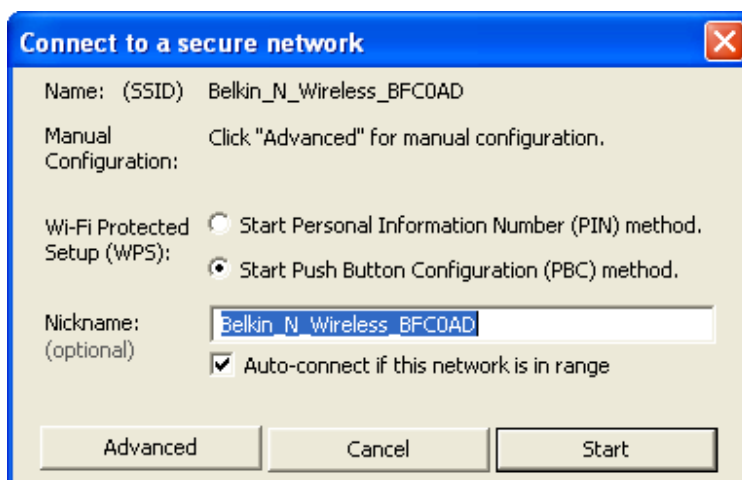 Connect to a secure network
Name: (SSID) Belkin_N_Wireless_BFC0AD
Manual
Configuration: Click "Advanced" for manual configuration.
Wi-Fi Protected
Setup (WPS):
Start Personal Information Number (PIN) method.
Start Push Button Configuration (PBC) method.
Nickname:
(optional)
Belkin_N_Wireless_BFC0AD
Auto-connect if this network is in range
Advanced Cancel Start